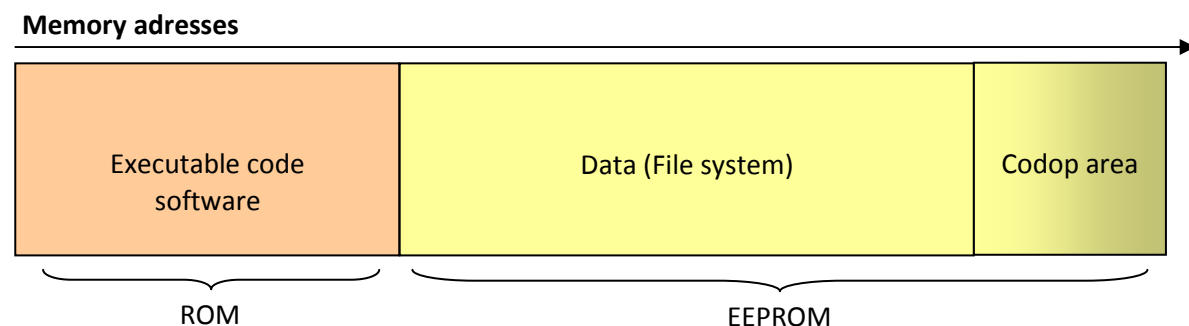 Memory adresses
Executable code
software
Data (File system)
Codop area
ROM
EEPROM